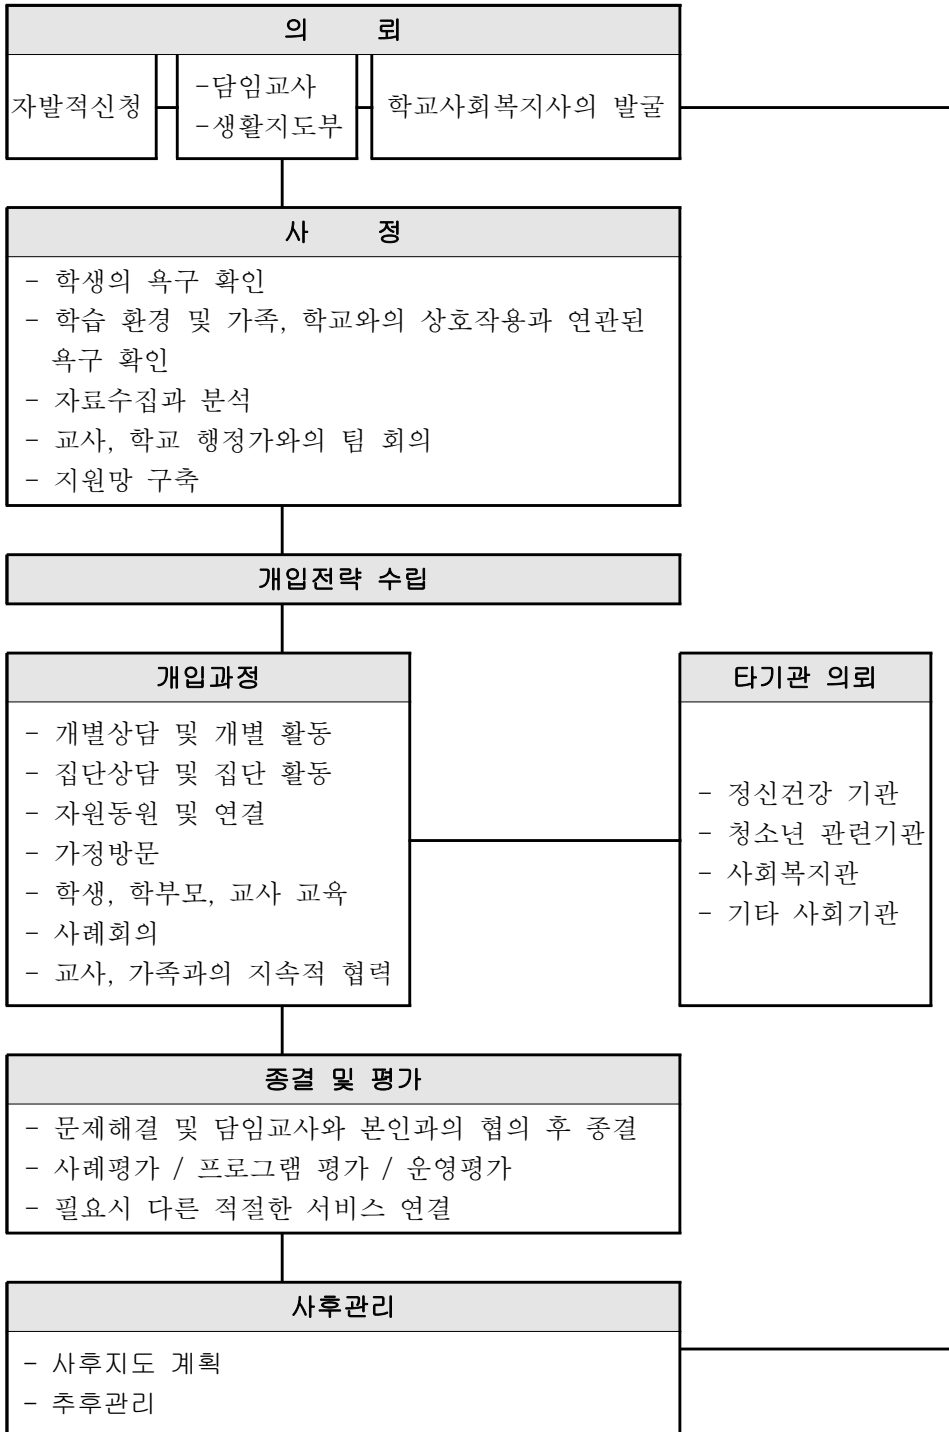 의 뢰
자발적신청
-담임교사
-생활지도부
학교사회복지사의 발굴
사 정
- 학생의 욕구 확인
- 학습 환경 및 가족, 학교와의 상호작용과 연관된
욕구 확인
- 자료수집과 분석
- 교사, 학교 행정가와의 팀 회의
- 지원망 구축
개입전략 수립
개입과정
- 개별상담 및 개별 활동
- 집단상담 및 집단 활동
- 자원동원 및 연결
- 가정방문
- 학생, 학부모, 교사 교육
- 사례회의
- 교사, 가족과의 지속적 협력
타기관 의뢰
- 정신건강 기관
- 청소년 관련기관
- 사회복지관
- 기타 사회기관
종결 및 평가
- 문제해결 및 담임교사와 본인과의 협의 후 종결
- 사례평가 / 프로그램 평가 / 운영평가
- 필요시 다른 적절한 서비스 연결
사후관리
- 사후지도 계획
- 추후관리